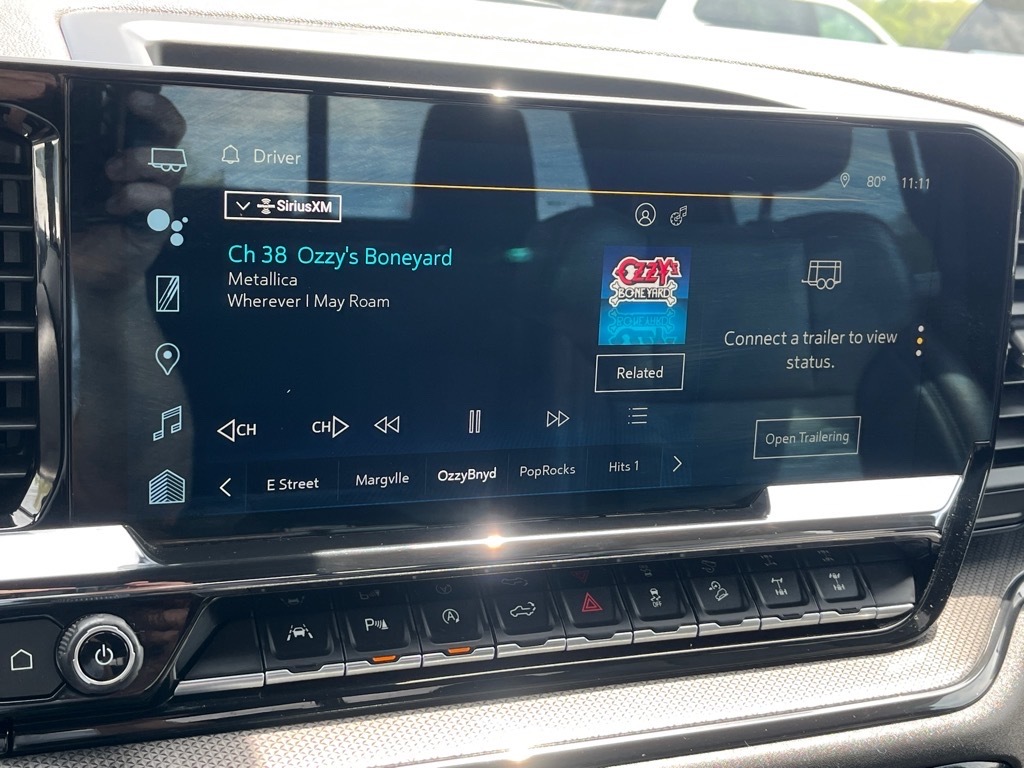 Driver
80° 11:11
SiriusXM
Ch 38 Ozzy's Boneyard
Metallica
Wherever I May Roam
OZZY'S
BONEYARD
Related
Connect a trailer to view
status.
Open Trailering
CH CH
E Street Margvlle OzzyBnyd PopRocks Hits 1
P A OFF